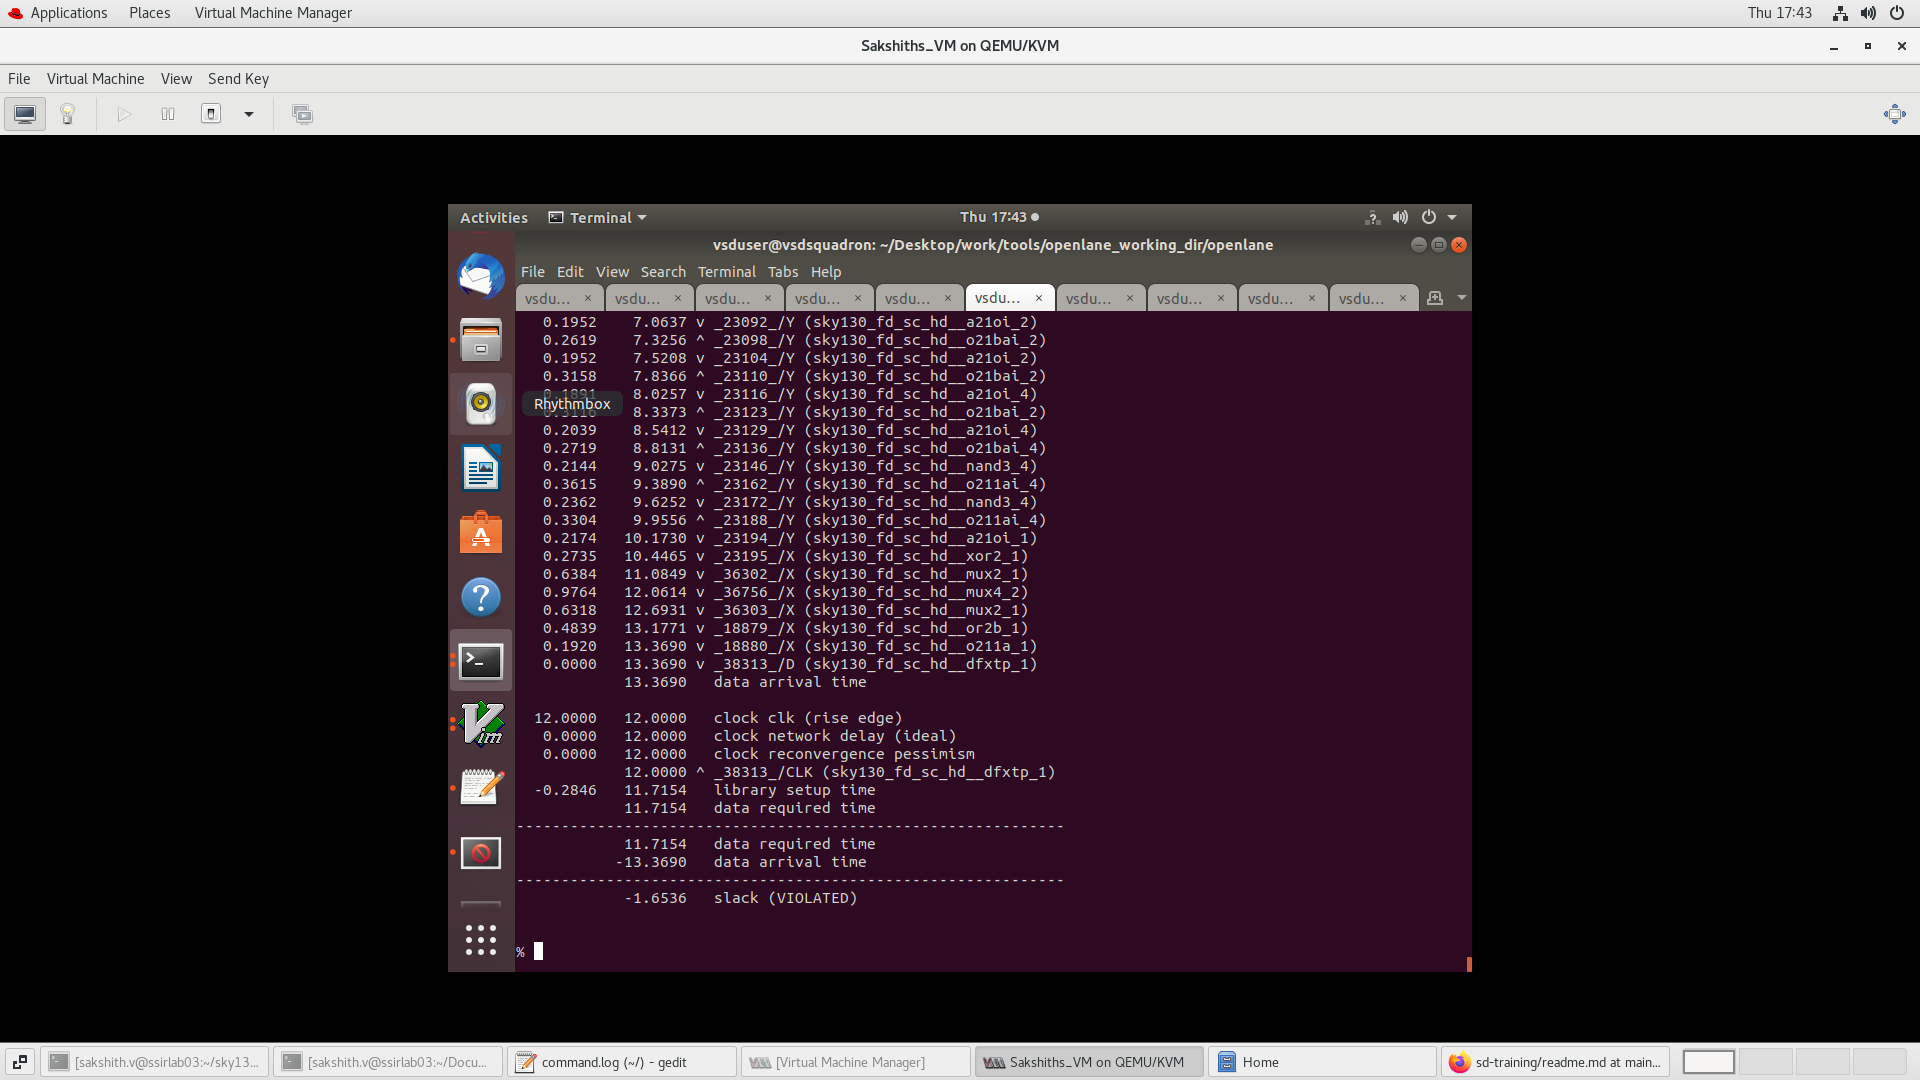 Applications Places Virtual Machine Manager Thu 17:43
Sakshiths_VM on QEMU/KVM
File Virtual Machine View Send Key
Activities Terminal Thu 17:43
vsduser@vsdsquadron: ~/Desktop/work/tools/openlane_working_dir/openlane
File Edit View Search Terminal Tabs Help
vsdu... × vsdu... × vsdu... × vsdu... × vsdu... × vsdu... × vsdu... × vsdu... × vsdu... × vsdu... ×
0.1952 7.0637 v _23092_/Y (sky130_fd_sc_hd__a21oi_2)
0.2619 7.3256 ^ _23098_/Y (sky130_fd_sc_hd__o21bai_2)
0.1952 7.5208 v _23104_/Y (sky130_fd_sc_hd__a21oi_2)
0.3158 7.8366 ^ _23110_/Y (sky130_fd_sc_hd__o21bai_2)
0.1891 8.0257 v _23116_/Y (sky130_fd_sc_hd__a21oi_4)
Rhythmbox
0.3116 8.3373 ^ _23123_/Y (sky130_fd_sc_hd__o21bai_2)
0.2039 8.5412 v _23129_/Y (sky130_fd_sc_hd__a21oi_4)
0.2719 8.8131 ^ _23136_/Y (sky130_fd_sc_hd__o21bai_4)
0.2144 9.0275 v _23146_/Y (sky130_fd_sc_hd__nand3_4)
0.3615 9.3890 ^ _23162_/Y (sky130_fd_sc_hd__o211ai_4)
0.2362 9.6252 v _23172_/Y (sky130_fd_sc_hd__nand3_4)
0.3304 9.9556 ^ _23188_/Y (sky130_fd_sc_hd__o211ai_4)
0.2174 10.1730 v _23194_/Y (sky130_fd_sc_hd__a21oi_1)
0.2735 10.4465 v _23195_/X (sky130_fd_sc_hd__xor2_1)
0.6384 11.0849 v _36302_/X (sky130_fd_sc_hd__mux2_1)
0.9764 12.0614 v _36756_/X (sky130_fd_sc_hd__mux4_2)
0.6318 12.6931 v _36303_/X (sky130_fd_sc_hd__mux2_1)
0.4839 13.1771 v _18879_/X (sky130_fd_sc_hd__or2b_1)
0.1920 13.3690 v _18880_/X (sky130_fd_sc_hd__o211a_1)
0.0000 13.3690 v _38313_/D (sky130_fd_sc_hd__dfxtp_1)
13.3690 data arrival time
12.0000 12.0000 clock clk (rise edge)
0.0000 12.0000 clock network delay (ideal)
0.0000 12.0000 clock reconvergence pessimism
12.0000 ^ _38313_/CLK (sky130_fd_sc_hd__dfxtp_1)
-0.2846 11.7154 library setup time
11.7154 data required time
-------------------------------------------------------------
11.7154 data required time
-13.3690 data arrival time
-------------------------------------------------------------
-1.6536 slack (VIOLATED)
%
[sakshith.v@ssirlab03:~/sky13... [sakshith.v@ssirlab03:~/Docu... command.log (~/) - gedit [Virtual Machine Manager] Sakshiths_VM on QEMU/KVM Home sd-training/readme.md at main...